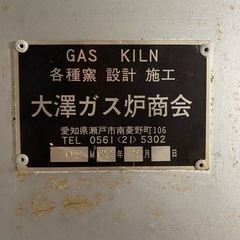 GAS KILN
各種窯 設計 施工
大澤ガス炉商会
愛知県瀬戸市南菱野町106
TEL 0561〈21〉5302
年 月 日